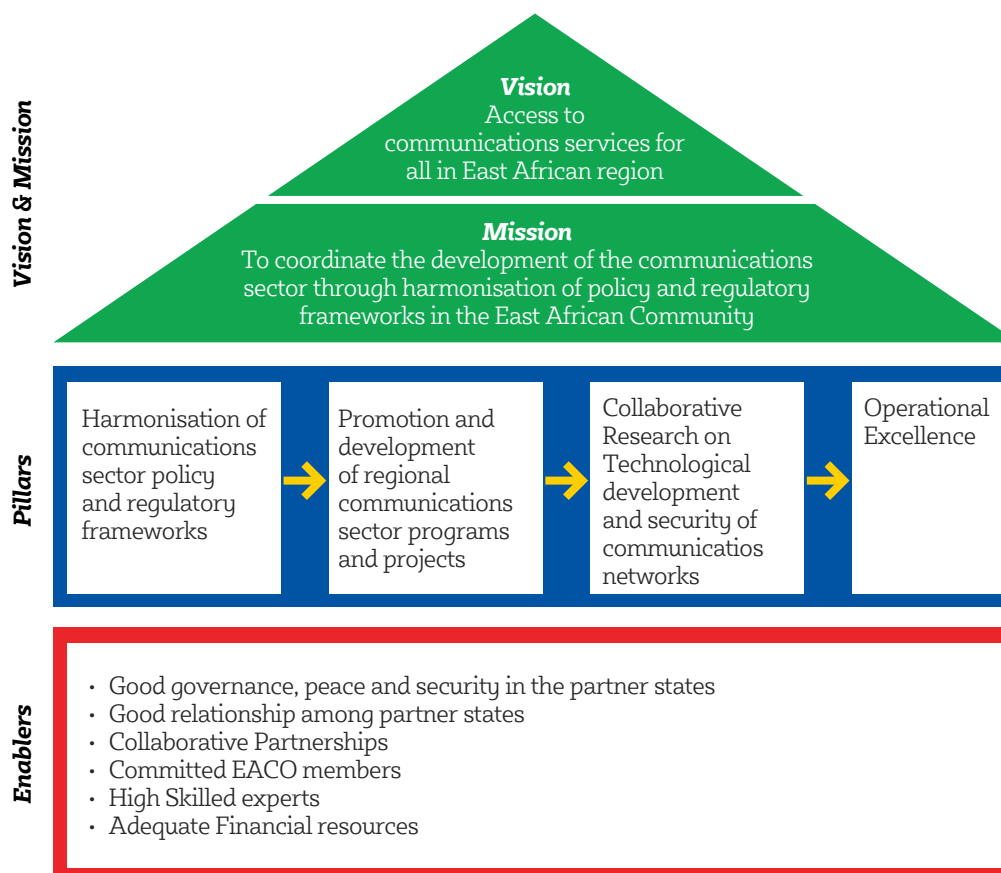 Vision & Mission
Vision
Access to
communications services for
all in East African region
Mission
To coordinate the development of the communications
sector through harmonisation of policy and regulatory
frameworks in the East African Community
Pillars
Harmonisation of
communications
sector policy
and regulatory
frameworks
Promotion and
development
of regional
communications
sector programs
and projects
Collaborative
Research on
Technological
development
and security of
communicatios
networks
Operational
Excellence
Enablers
• Good governance, peace and security in the partner states
• Good relationship among partner states
• Collaborative Partnerships
• Committed EACO members
• High Skilled experts
• Adequate Financial resources